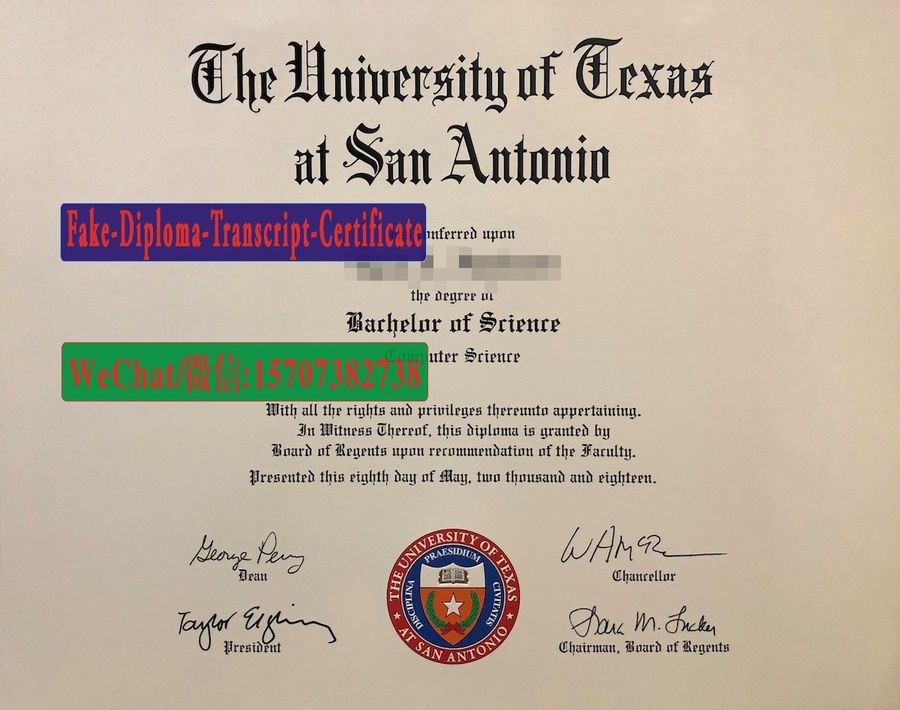 The University of Texas
at San Antonio
Fake-Diploma-Transcript-Certificate
onferred upon
the degree of
Bachelor of Science
Computer Science
WeChat/微信:15707382738
With all the rights and privileges thereunto appertaining.
In Witness Thereof, this diploma is granted by
Board of Regents upon recommendation of the Faculty.
Presented this eighth day of May, two thousand and eighteen.
Dean
Chancellor
President
Chairman, Board of Regents
THE UNIVERSITY OF TEXAS
AT SAN ANTONIO
PRAESIDIUM
DISCIPLINA
CIVITATIS